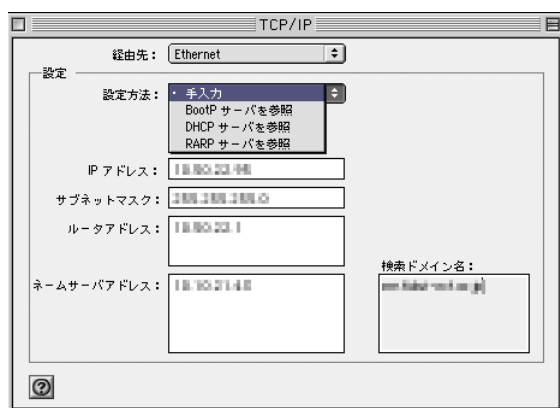 TCP/IP
経由先： Ethernet
設定
設定方法： ・ 手入力
BootP サーバを参照
DHCP サーバを参照
RARP サーバを参照
IP アドレス：
サブネットマスク：
ルータアドレス：
検索ドメイン名：
ネームサーバアドレス：
?